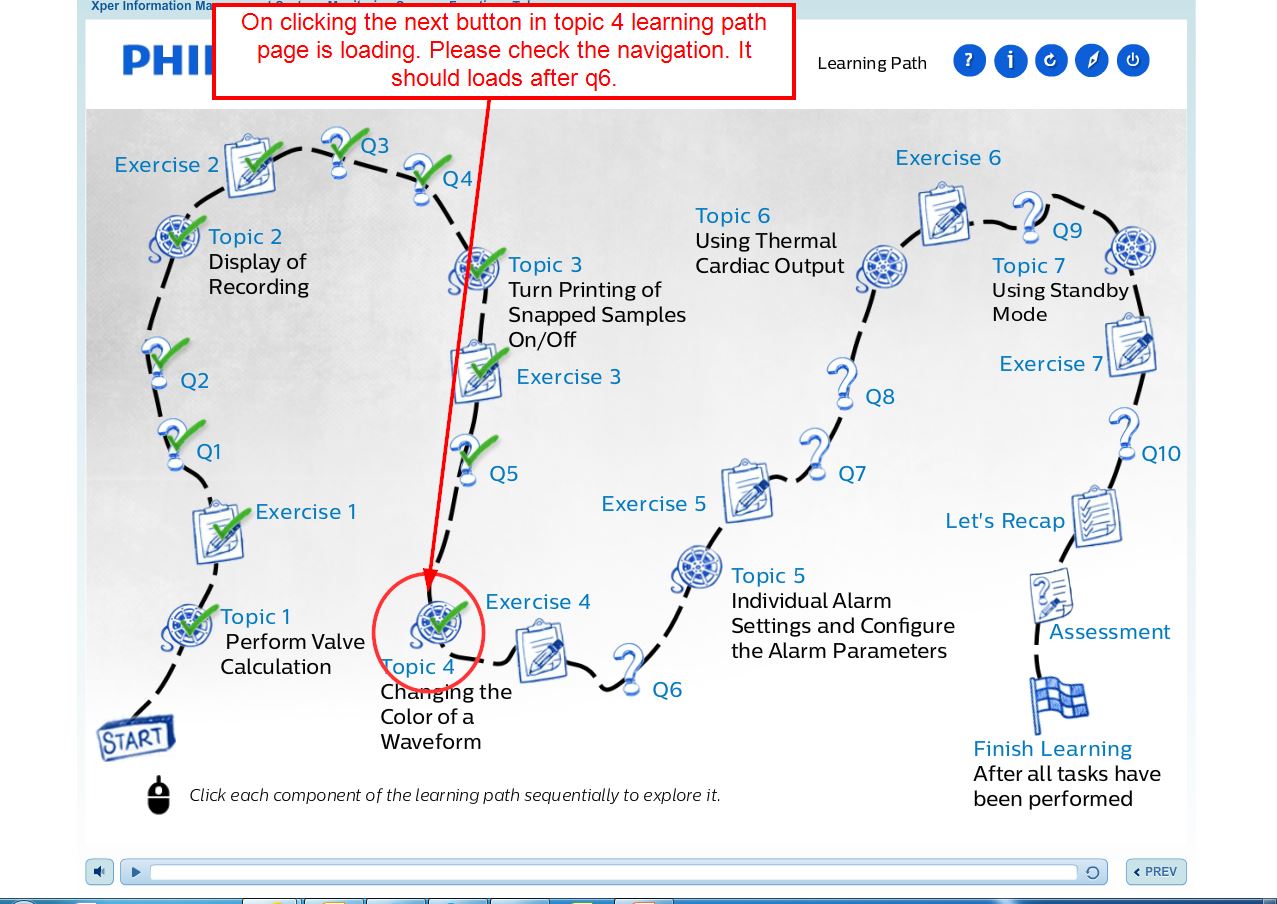 Xper Information Ma
On clicking the next button in topic 4 learning path
page is loading. Please check the navigation. It
should loads after q6.
PHI
Learning Path
Exercise 2
Q3
Q4
Topic 2
Display of
Recording
Topic 3
Turn Printing of
Snapped Samples
On/Off
Exercise 3
Q2
Q1
Q5
Exercise 1
Topic 1
Perform Valve
Calculation
START
Topic 4
Changing the
Color of a
Waveform
Exercise 4
Q6
Topic 5
Individual Alarm
Settings and Configure
the Alarm Parameters
Exercise 5
Q7
Q8
Topic 6
Using Thermal
Cardiac Output
Exercise 6
Q9
Topic 7
Using Standby
Mode
Exercise 7
Q10
Let's Recap
Assessment
Finish Learning
After all tasks have
been performed
Click each component of the learning path sequentially to explore it.
PREV